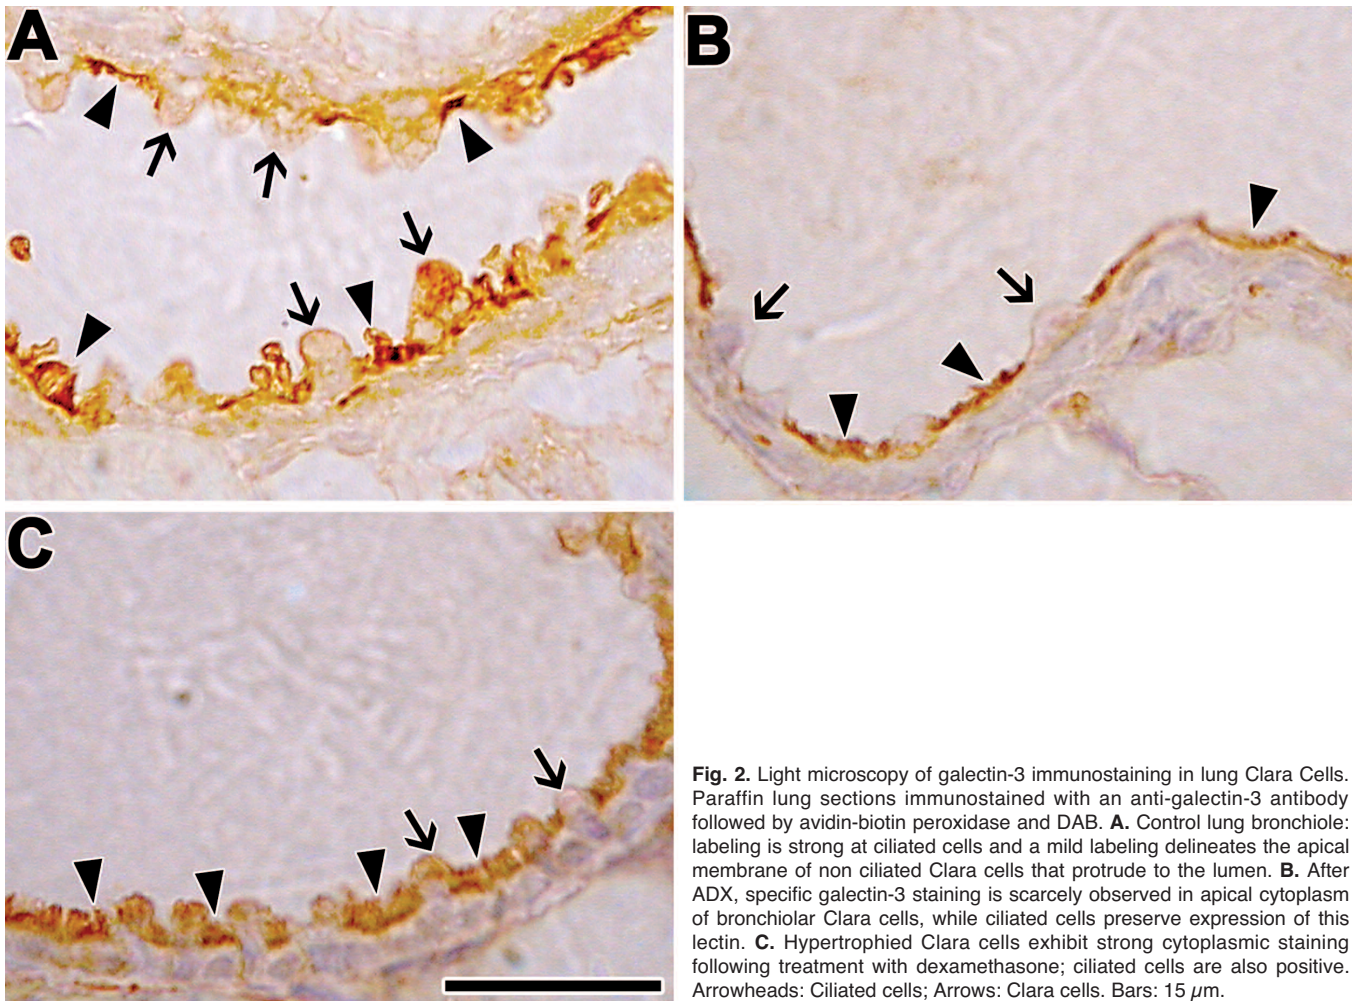 A
B
C
Fig. 2. Light microscopy of galectin-3 immunostaining in lung Clara Cells.
Paraffin lung sections immunostained with an anti-galectin-3 antibody
followed by avidin-biotin peroxidase and DAB. A. Control lung bronchiole:
labeling is strong at ciliated cells and a mild labeling delineates the apical
membrane of non ciliated Clara cells that protrude to the lumen. B. After
ADX, specific galectin-3 staining is scarcely observed in apical cytoplasm
of bronchiolar Clara cells, while ciliated cells preserve expression of this
lectin. C. Hypertrophied Clara cells exhibit strong cytoplasmic staining
following treatment with dexamethasone; ciliated cells are also positive.
Arrowheads: Ciliated cells; Arrows: Clara cells. Bars: 15 µm.